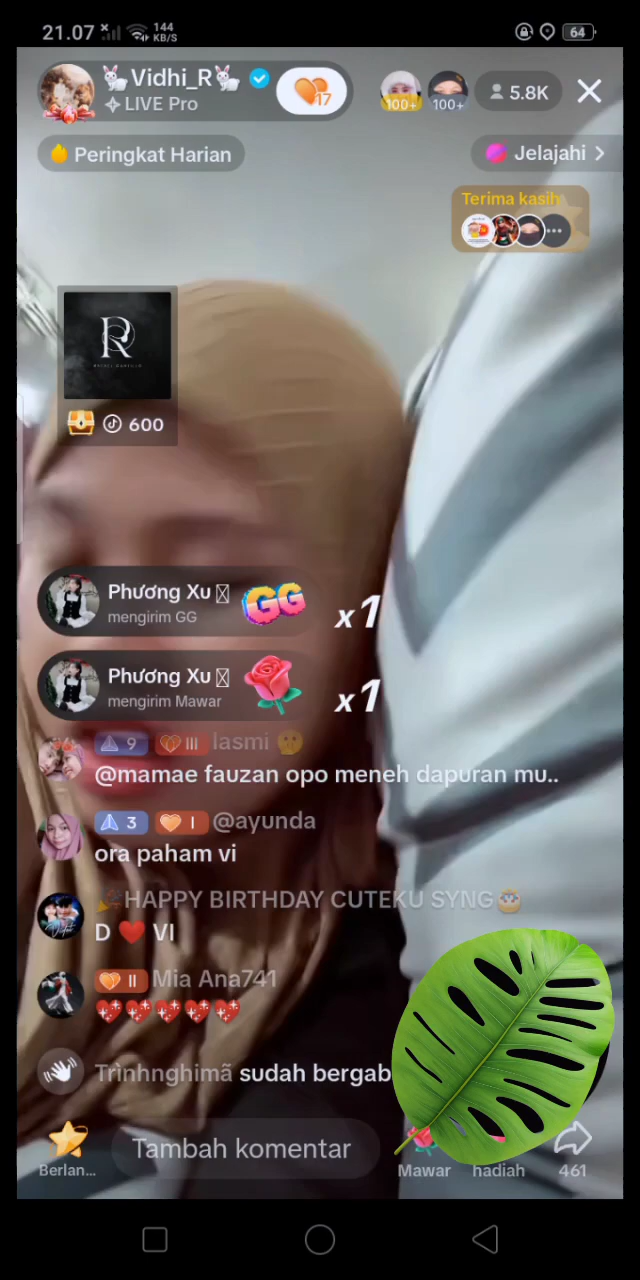 21.07
144
KB/S
64
Vidhi_R
LIVE Pro
17
100+
100+
5.8K
Peringkat Harian
Jelajahi
Terima kasih
R
600
Phương Xu
mengirim GG
GG
x1
Phương Xu
mengirim Mawar
x1
9
III
lasmi
@mamae fauzan opo meneh dapuran mu..
3
I
@ayunda
ora paham vi
HAPPY BIRTHDAY CUTEKU SYNG
D ❤️ VI
II
Mia Ana741
💖💖💖💖💖
Trìnhnghimã sudah bergab
Berlan...
Tambah komentar
Mawar
hadiah
461